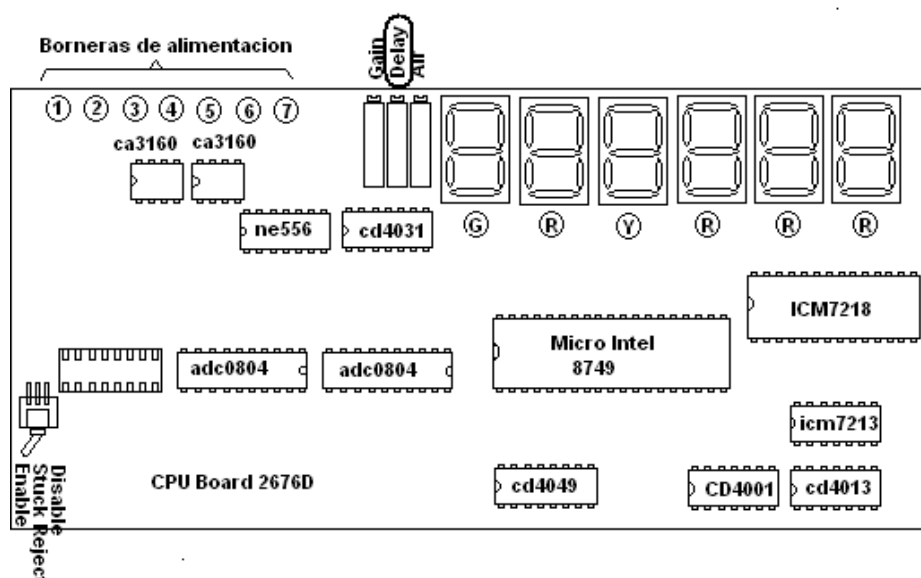 Borneras de alimentacion
Gain
Delay
Air
1 2 3 4 5 6 7
ca3160 ca3160
ne556 cd4031
G R Y R R R
ICM7218
Micro Intel
8749
adc0804 adc0804
icm7213
CPU Board 2676D
cd4049 CD4001 cd4013
Disable
Stuck Rejec
Enable